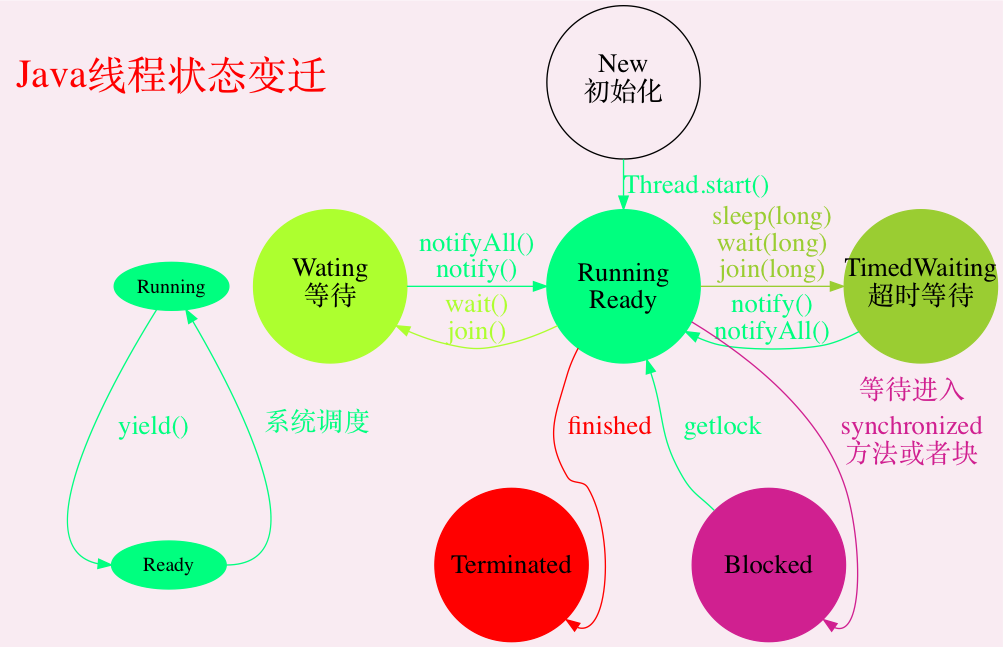 Java线程状态变迁
New
初始化
Thread.start()
Wating
等待
notifyAll()
notify()
wait()
join()
Running
Ready
sleep(long)
wait(long)
join(long)
notify()
notifyAll()
TimedWaiting
超时等待
Running
yield()
系统调度
Ready
finished
getlock
等待进入
synchronized
方法或者块
Terminated
Blocked